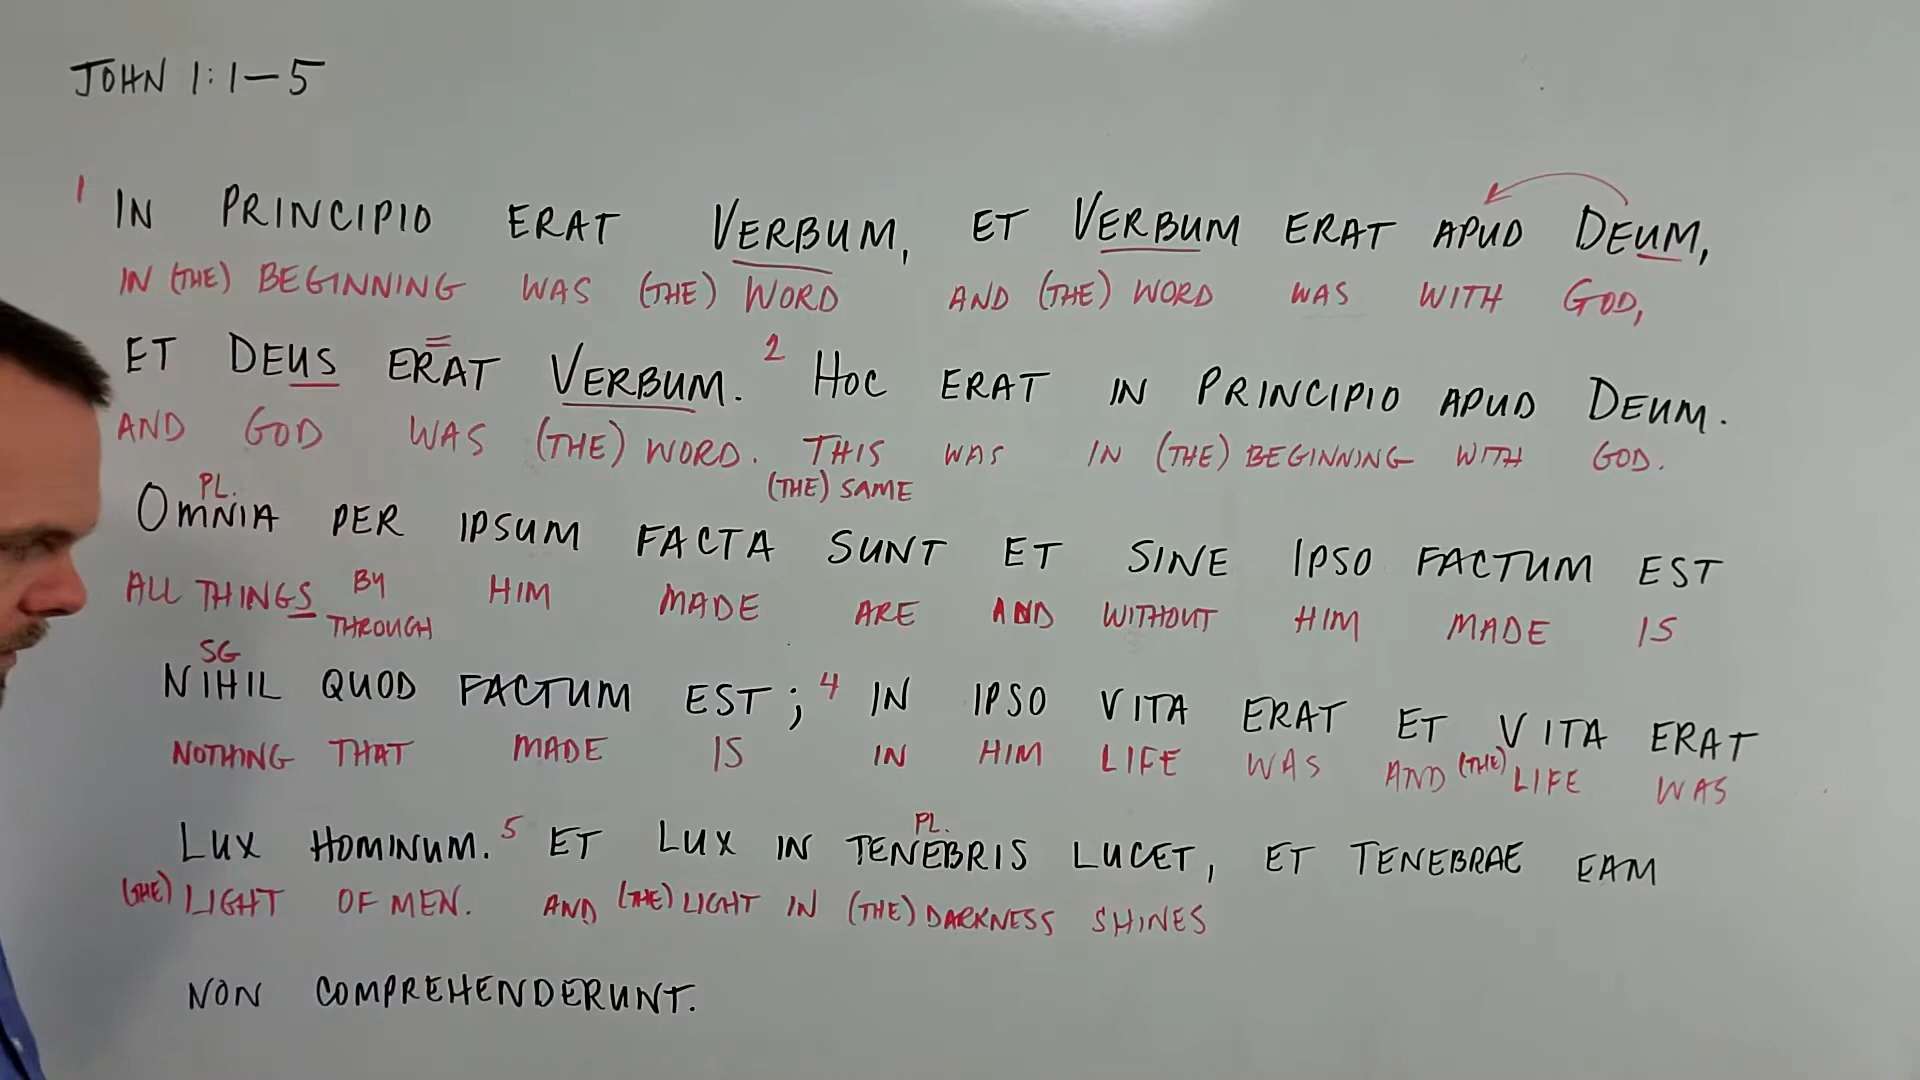 JOHN 1:1—5
1 IN PRINCIPIO ERAT VERBUM, ET VERBUM ERAT APUD DEUM,
IN (THE) BEGINNING WAS (THE) WORD AND (THE) WORD WAS WITH GOD,
ET DEUS ERAT VERBUM. 2 HOC ERAT IN PRINCIPIO APUD DEUM.
AND GOD WAS (THE) WORD. THIS WAS IN (THE) BEGINNING WITH GOD.
(THE) SAME
PL.
OMNIA PER IPSUM FACTA SUNT ET SINE IPSO FACTUM EST
ALL THINGS BY HIM MADE ARE AND WITHOUT HIM MADE IS
THROUGH
SG
NIHIL QUOD FACTUM EST; 4 IN IPSO VITA ERAT ET VITA ERAT
NOTHING THAT MADE IS IN HIM LIFE WAS AND (THE) LIFE WAS
PL.
LUX HOMINUM. 5 ET LUX IN TENEBRIS LUCET, ET TENEBRAE EAM
(THE) LIGHT OF MEN. AND (THE) LIGHT IN (THE) DARKNESS SHINES
NON COMPREHENDERUNT.